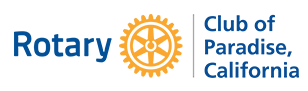 Rotary
Club of
Paradise,
California